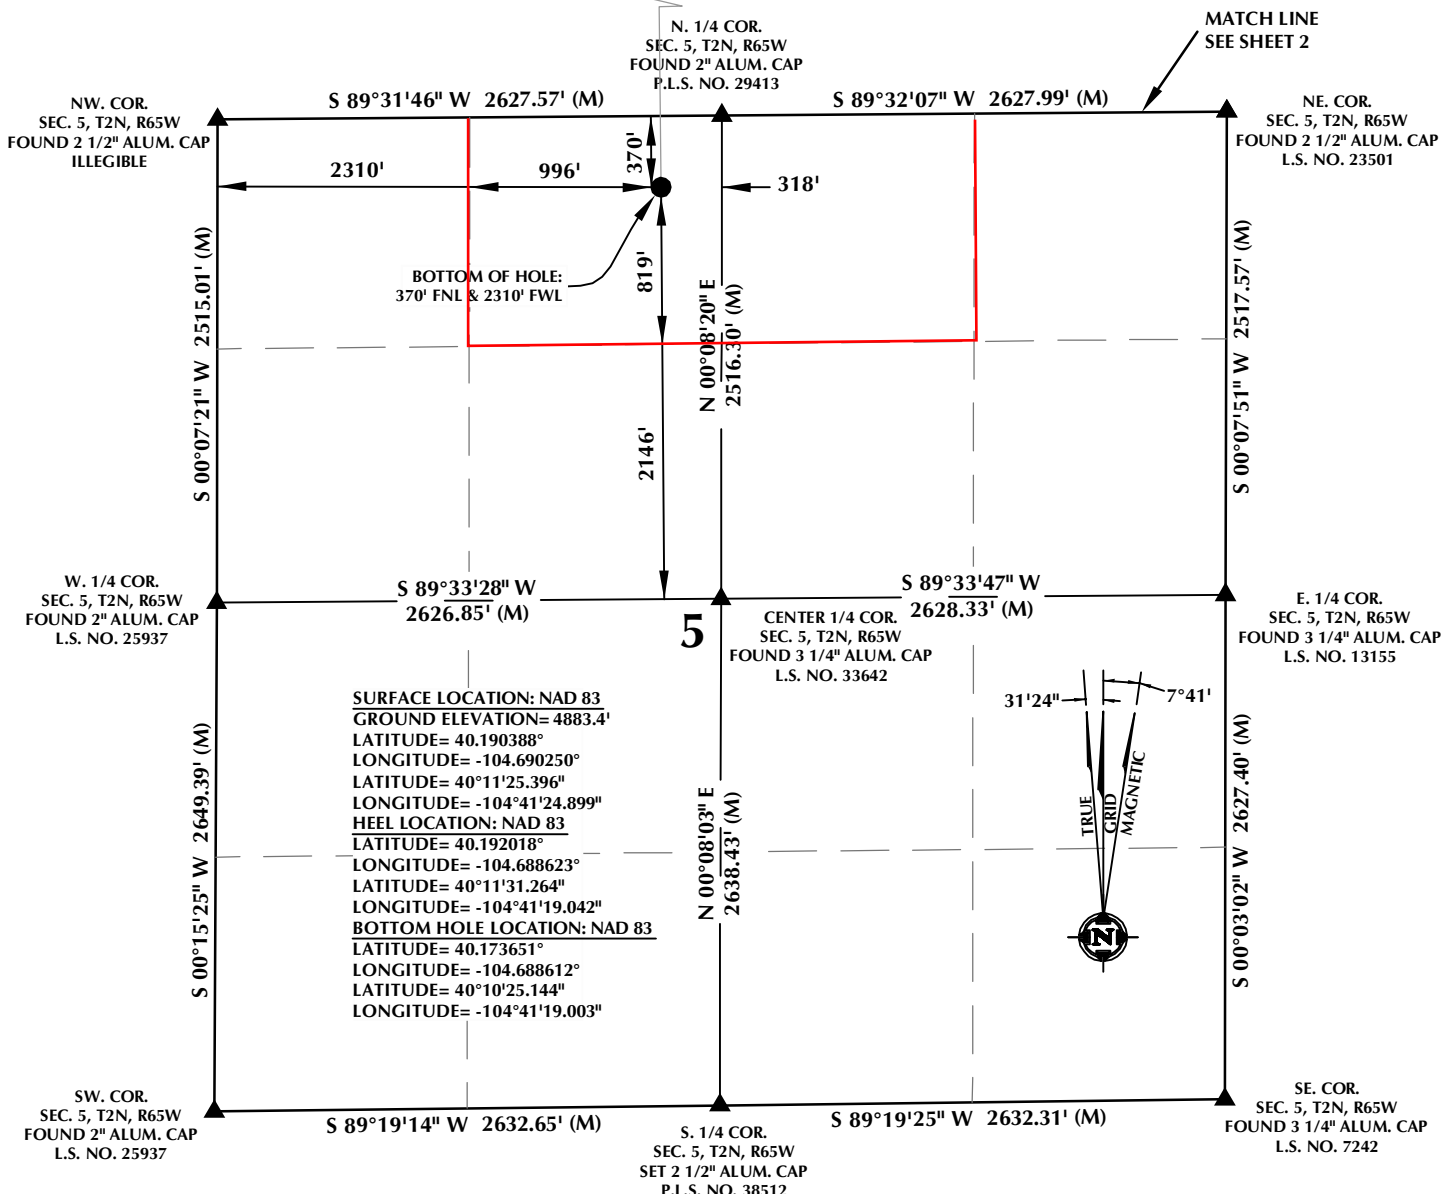 N. 1/4 COR.
SEC. 5, T2N, R65W
FOUND 2" ALUM. CAP
P.L.S. NO. 29413
MATCH LINE
SEE SHEET 2
NW. COR.
SEC. 5, T2N, R65W
FOUND 2 1/2" ALUM. CAP
ILLEGIBLE
S 89°31'46" W 2627.57' (M)
S 89°32'07" W 2627.99' (M)
NE. COR.
SEC. 5, T2N, R65W
FOUND 2 1/2" ALUM. CAP
L.S. NO. 23501
2310'
996'
370'
318'
BOTTOM OF HOLE:
370' FNL & 2310' FWL
819'
S 00°07'21" W 2515.01' (M)
N 00°08'20" E
2516.30' (M)
S 00°07'51" W 2517.57' (M)
2146'
W. 1/4 COR.
SEC. 5, T2N, R65W
FOUND 2" ALUM. CAP
L.S. NO. 25937
S 89°33'28" W
2626.85' (M)
S 89°33'47" W
2628.33' (M)
5
CENTER 1/4 COR.
SEC. 5, T2N, R65W
FOUND 3 1/4" ALUM. CAP
L.S. NO. 33642
E. 1/4 COR.
SEC. 5, T2N, R65W
FOUND 3 1/4" ALUM. CAP
L.S. NO. 13155
SURFACE LOCATION: NAD 83
GROUND ELEVATION= 4883.4'
LATITUDE= 40.190388°
LONGITUDE= -104.690250°
LATITUDE= 40°11'25.396"
LONGITUDE= -104°41'24.899"
HEEL LOCATION: NAD 83
LATITUDE= 40.192018°
LONGITUDE= -104.688623°
LATITUDE= 40°11'31.264"
LONGITUDE= -104°41'19.042"
BOTTOM HOLE LOCATION: NAD 83
LATITUDE= 40.173651°
LONGITUDE= -104.688612°
LATITUDE= 40°10'25.144"
LONGITUDE= -104°41'19.003"
31'24"
7°41'
TRUE
GRID
MAGNETIC
N
S 00°15'25" W 2649.39' (M)
N 00°08'03" E
2638.43' (M)
S 00°03'02" W 2627.40' (M)
SW. COR.
SEC. 5, T2N, R65W
FOUND 2" ALUM. CAP
L.S. NO. 25937
S 89°19'14" W 2632.65' (M)
S 89°19'25" W 2632.31' (M)
S. 1/4 COR.
SEC. 5, T2N, R65W
SET 2 1/2" ALUM. CAP
P.L.S. NO. 38512
SE. COR.
SEC. 5, T2N, R65W
FOUND 3 1/4" ALUM. CAP
L.S. NO. 7242